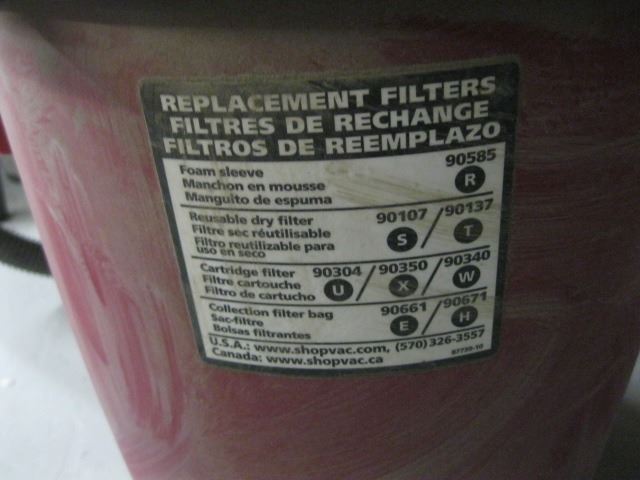 REPLACEMENT FILTERS
FILTRES DE RECHANGE
FILTROS DE REEMPLAZO
Foam sleeve 90585
Manchon en mousse R
Manguito de espuma
Reusable dry filter 90107 / 90137
Filtre sec réutilisable S T
Filtro reutilizable para
uso en seco
Cartridge filter 90304 / 90350 / 90340
Filtre cartouche U X W
Filtro de cartucho
Collection filter bag 90661 / 90671
Sac-filtre E H
Bolsas filtrantes
U.S.A.: www.shopvac.com, (570) 326-3557
Canada: www.shopvac.ca 87739-10